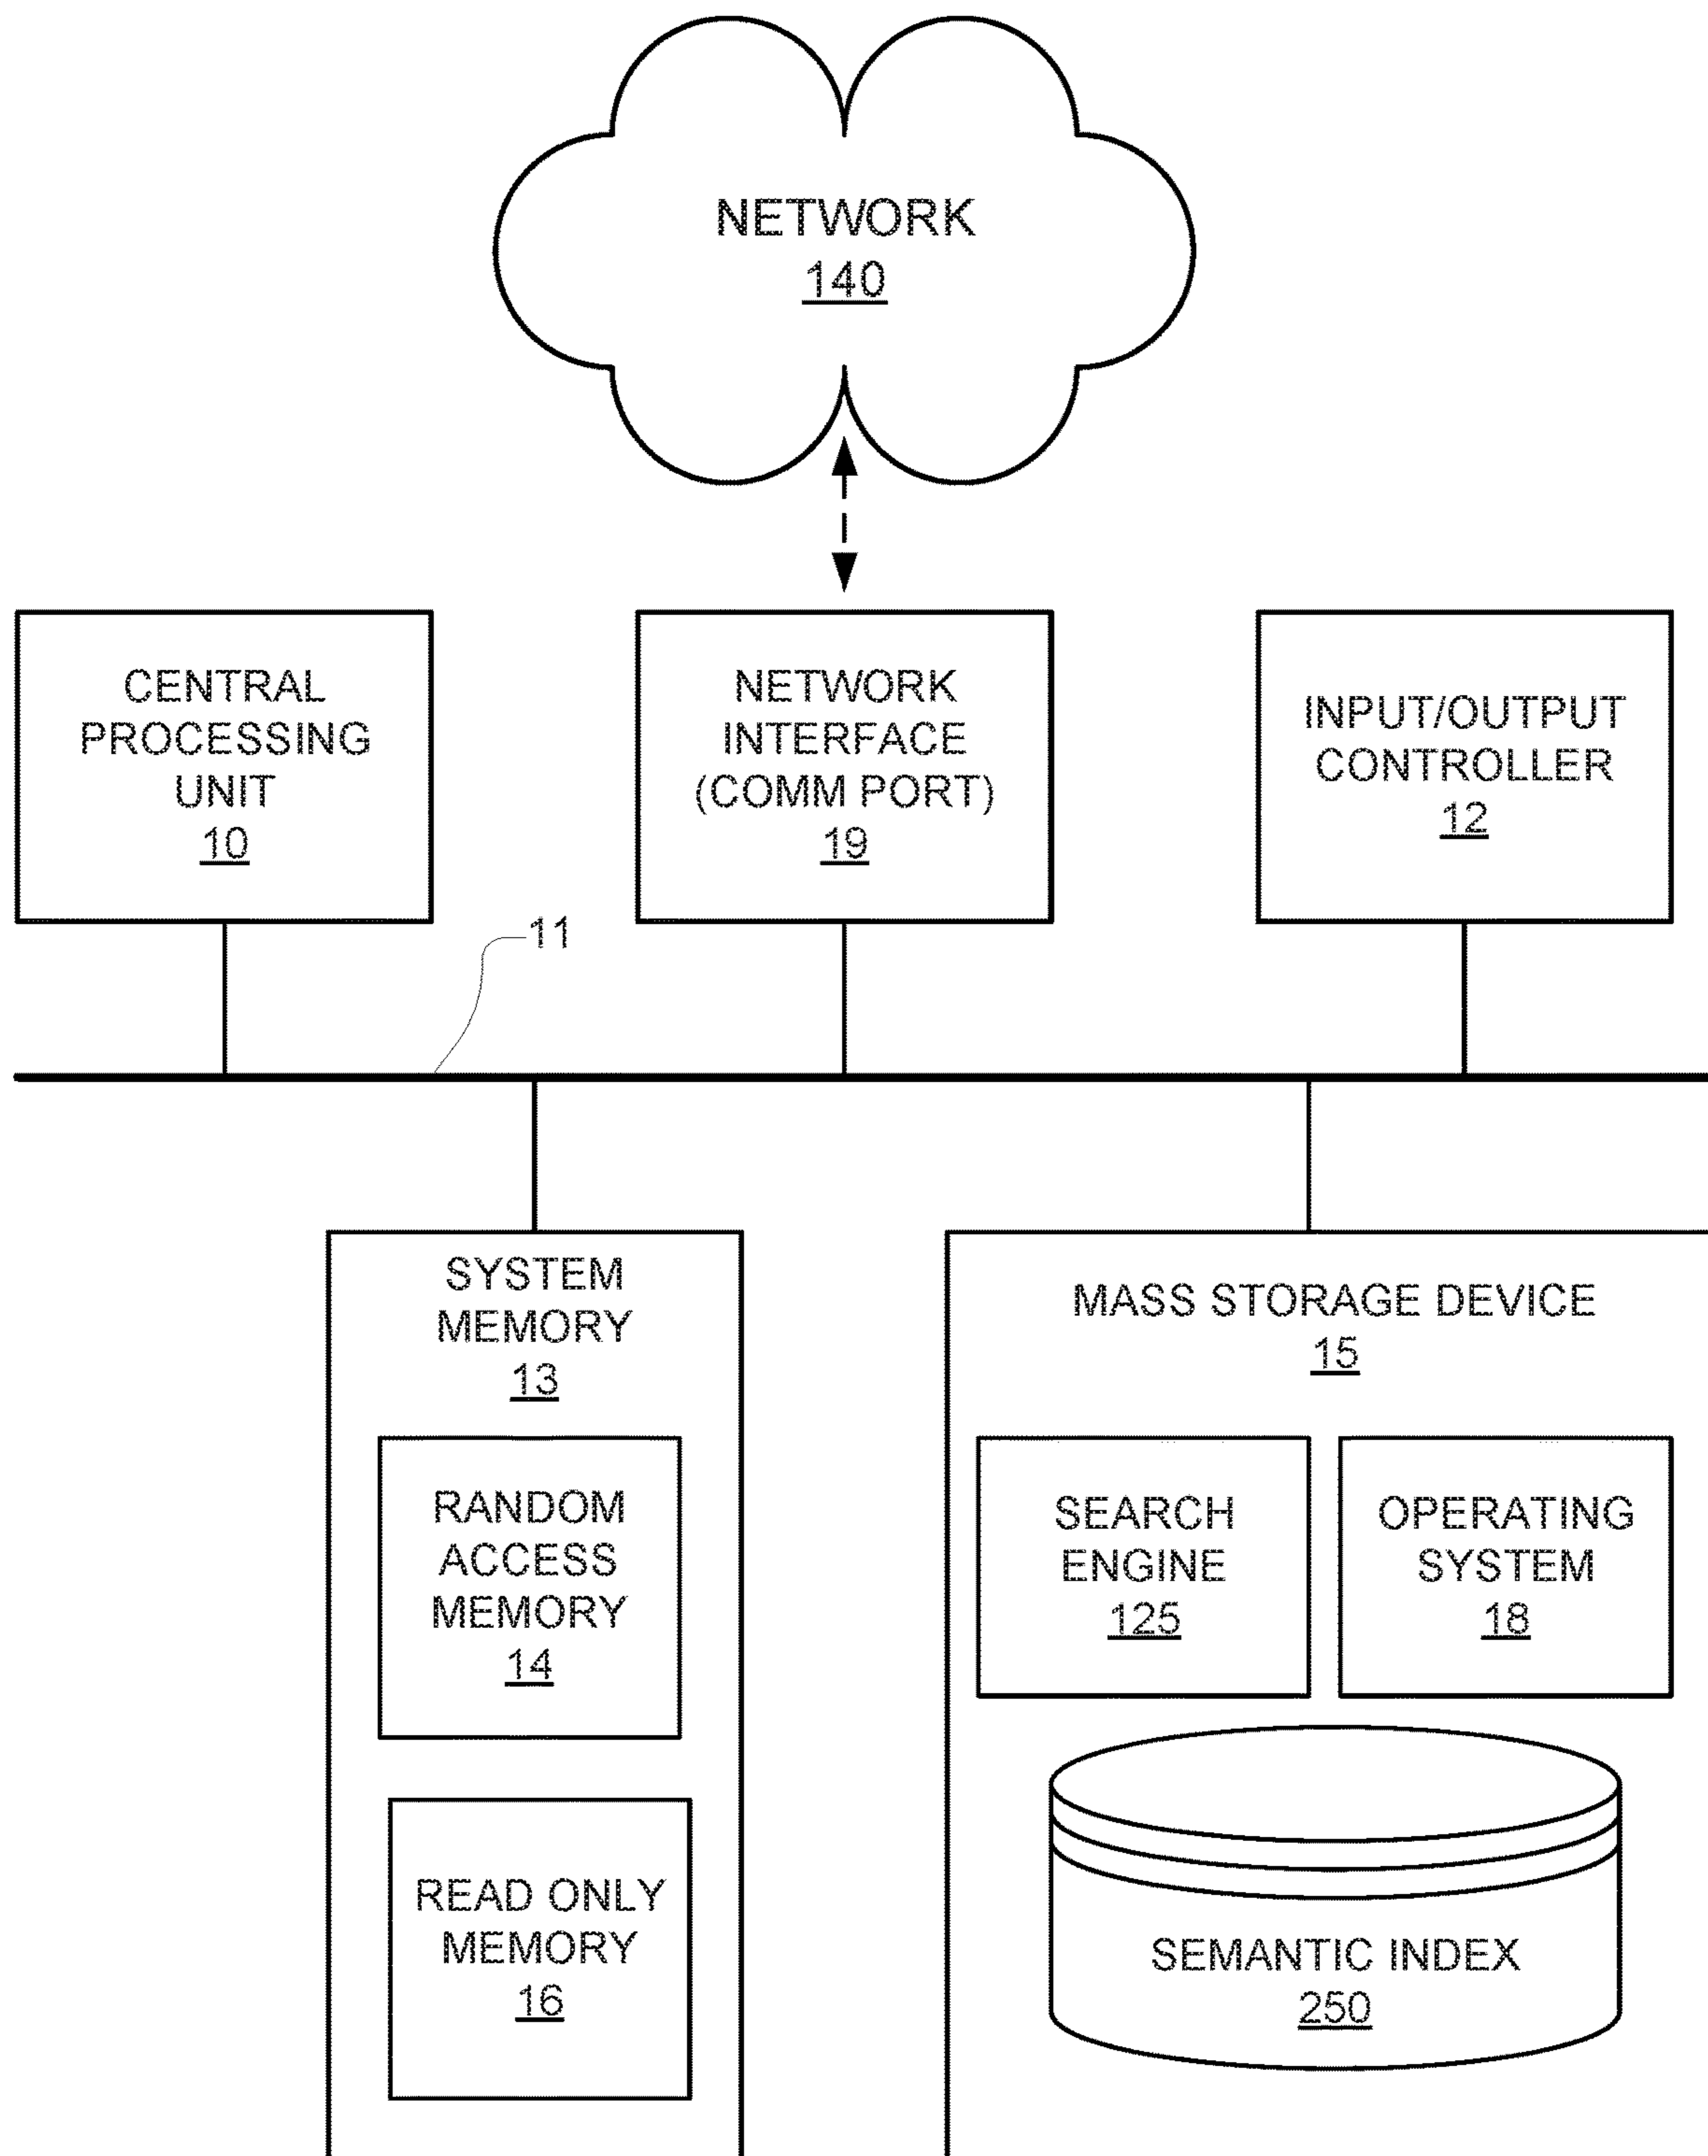 NETWORK
140
CENTRAL
PROCESSING
UNIT
10
NETWORK
INTERFACE
(COMM PORT)
19
INPUT/OUTPUT
CONTROLLER
12
11
SYSTEM
MEMORY
13
RANDOM
ACCESS
MEMORY
14
READ ONLY
MEMORY
16
MASS STORAGE DEVICE
15
SEARCH
ENGINE
125
OPERATING
SYSTEM
18
SEMANTIC INDEX
250